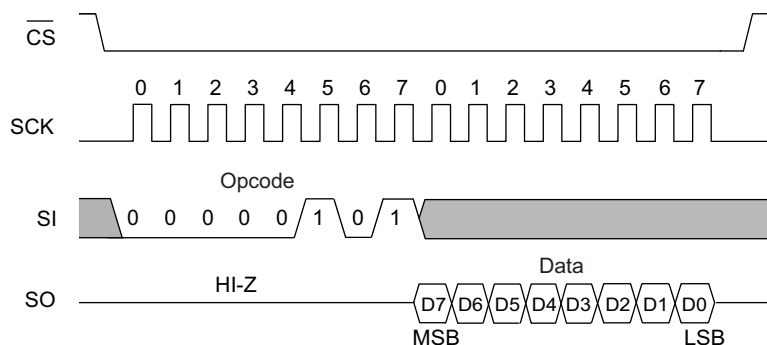 CS
0 1 2 3 4 5 6 7 0 1 2 3 4 5 6 7
SCK
Opcode
SI 0 0 0 0 0 1 0 1
Data
HI-Z
SO D7 D6 D5 D4 D3 D2 D1 D0
MSB LSB